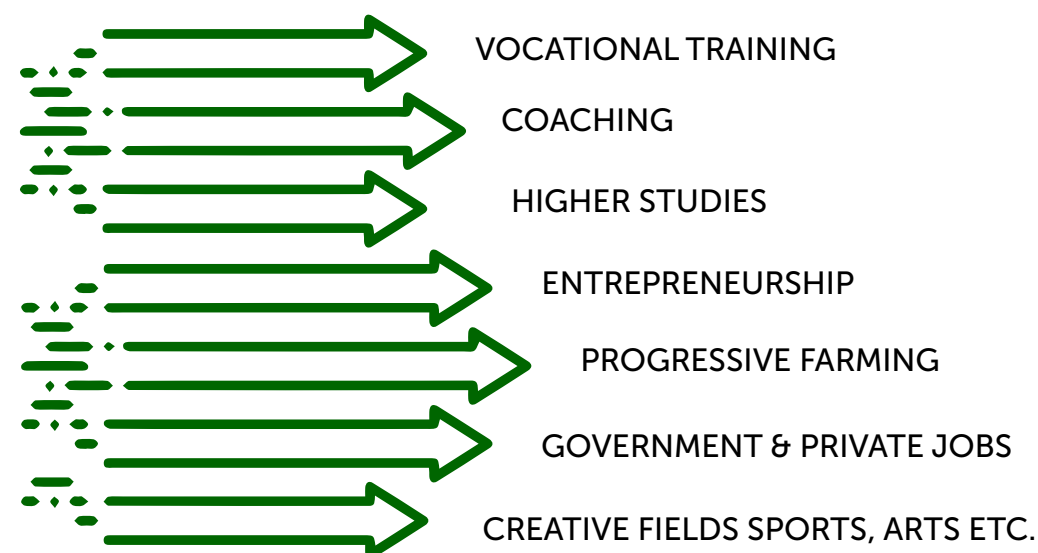 VOCATIONAL TRAINING
COACHING
HIGHER STUDIES
ENTREPRENEURSHIP
PROGRESSIVE FARMING
GOVERNMENT & PRIVATE JOBS
CREATIVE FIELDS SPORTS, ARTS ETC.